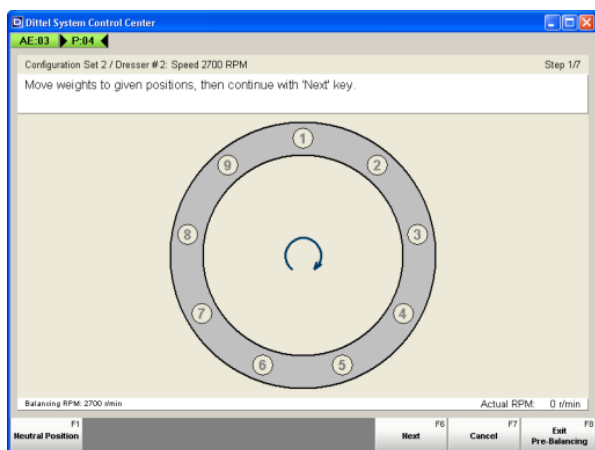 Dittel System Control Center
AE:03 P:04
Configuration Set 2 / Dresser # 2: Speed 2700 RPM Step 1/7
Move weights to given positions, then continue with 'Next' key.
1
9 2
8 3
7 4
6 5
Balancing RPM: 2700 r/min Actual RPM: 0 r/min
F1 F6 F7 F8
Neutral Position Next Cancel Exit
Pre-Balancing